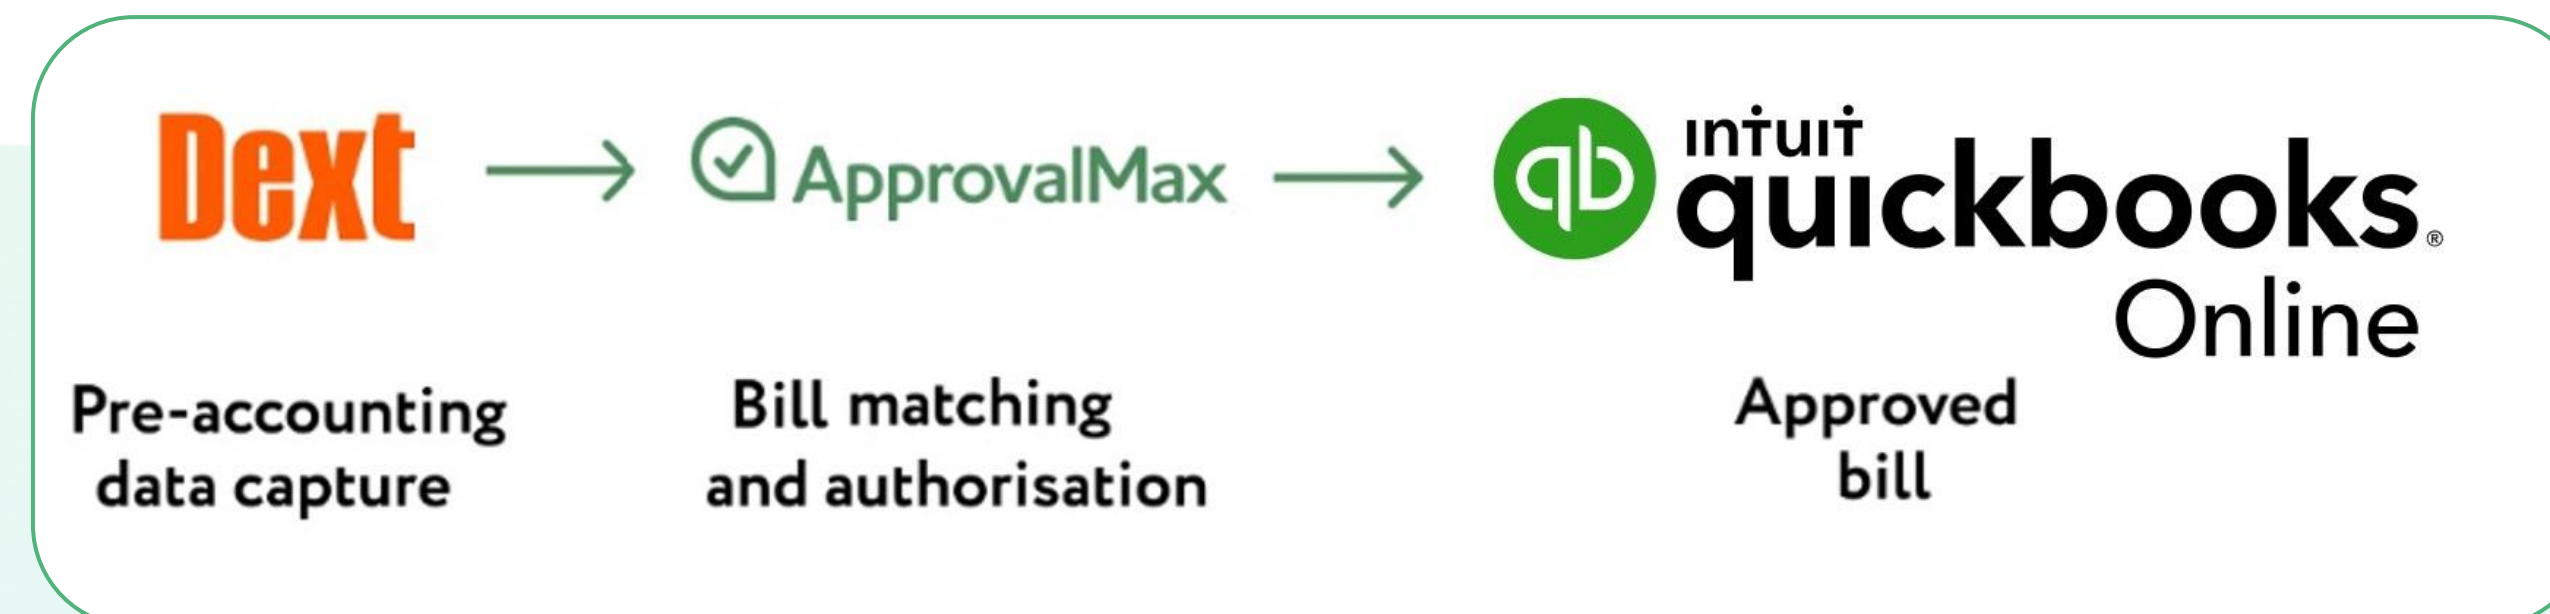 Dext
ApprovalMax
intuit
quickbooks®
Online
Pre-accounting
data capture
Bill matching
and authorisation
Approved
bill